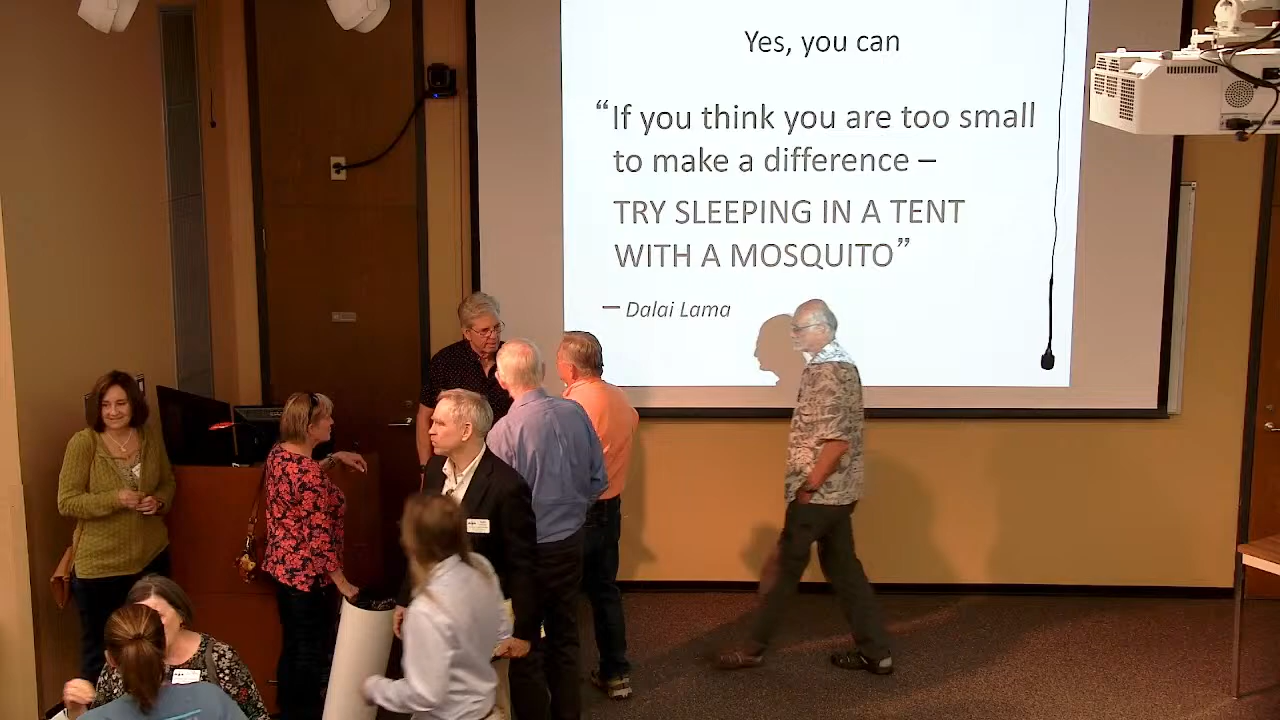 Yes, you can
“If you think you are too small
to make a difference –
TRY SLEEPING IN A TENT
WITH A MOSQUITO”
— Dalai Lama